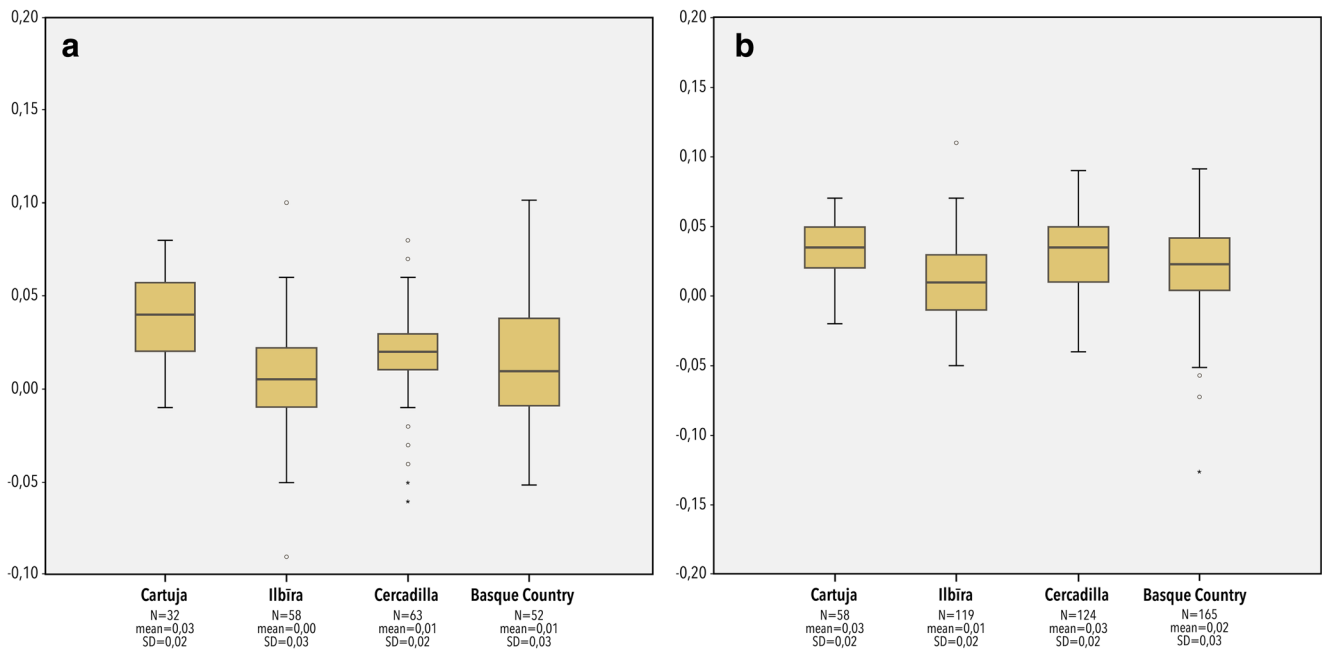 a
0,20
0,15
0,10
0,05
0,00
-0,05
-0,10
Cartuja Ilbīra Cercadilla Basque Country
N=32 N=58 N=63 N=52
mean=0,03 mean=0,00 mean=0,01 mean=0,01
SD=0,02 SD=0,03 SD=0,02 SD=0,03
b
0,20
0,15
0,10
0,05
0,00
-0,05
-0,10
-0,15
-0,20
Cartuja Ilbīra Cercadilla Basque Country
N=58 N=119 N=124 N=165
mean=0,03 mean=0,01 mean=0,03 mean=0,02
SD=0,02 SD=0,02 SD=0,02 SD=0,03